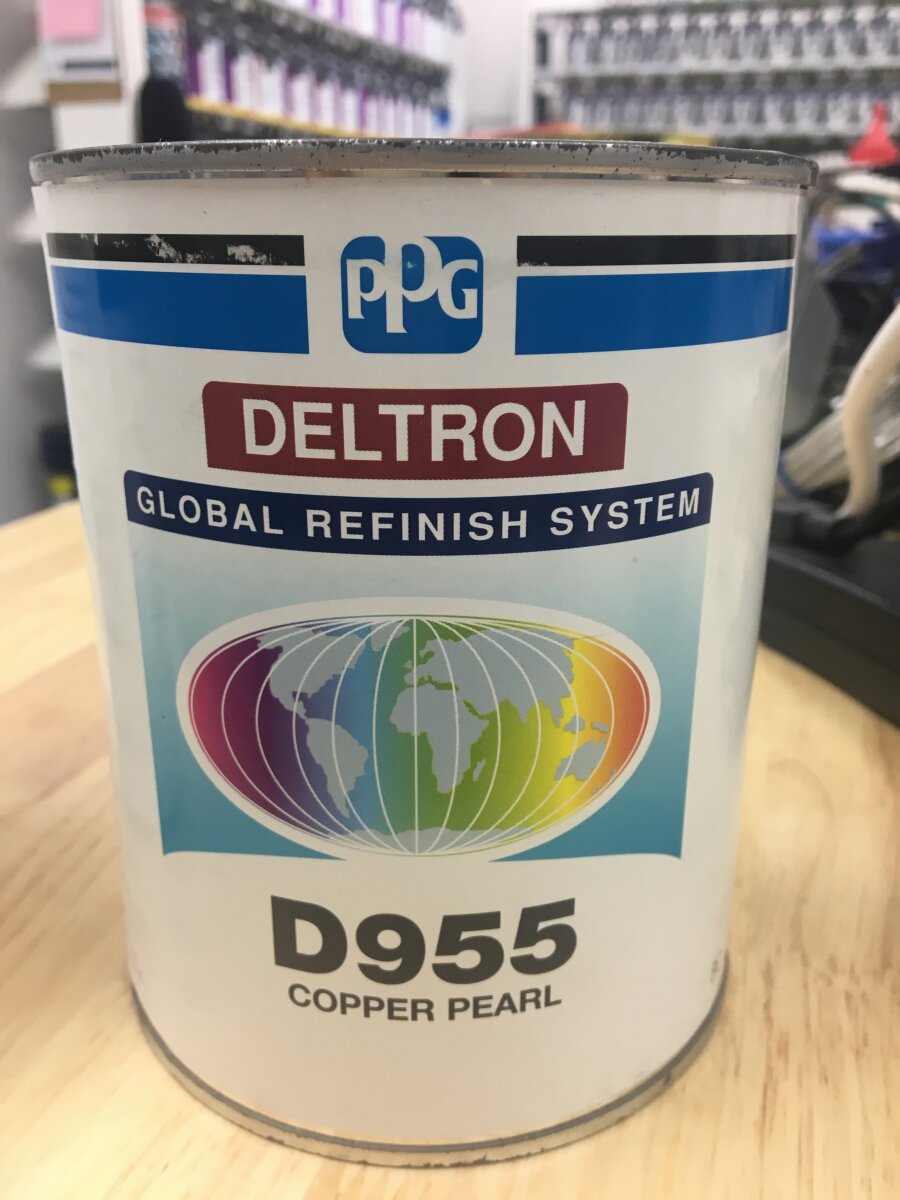 PPG
DELTRON
GLOBAL REFINISH SYSTEM
D955
COPPER PEARL